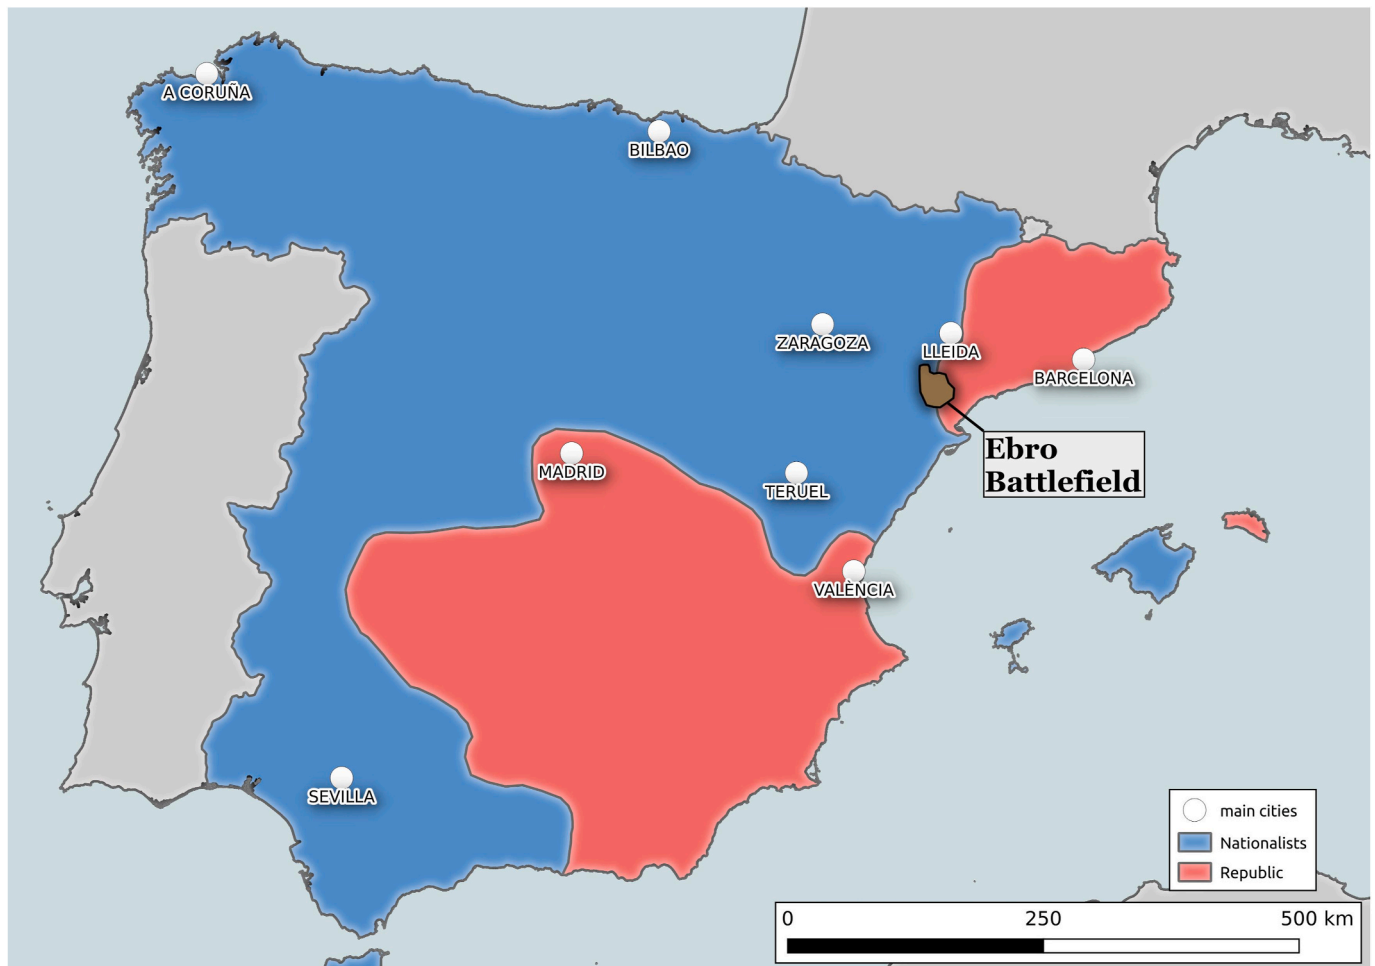 A CORUÑA
BILBAO
ZARAGOZA
LLEIDA
BARCELONA
Ebro
Battlefield
MADRID
TERUEL
VALÈNCIA
SEVILLA
main cities
Nationalists
Republic
0 250 500 km